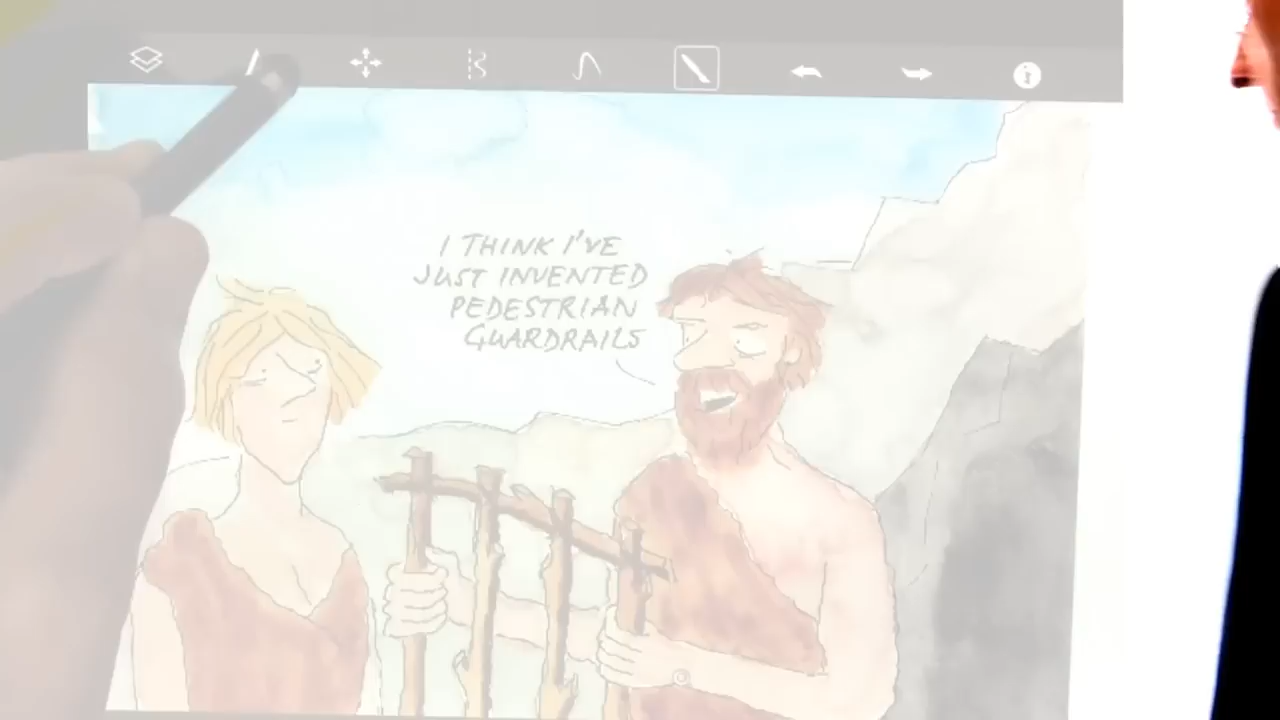 I THINK I'VE
JUST INVENTED
PEDESTRIAN
GUARDRAILS